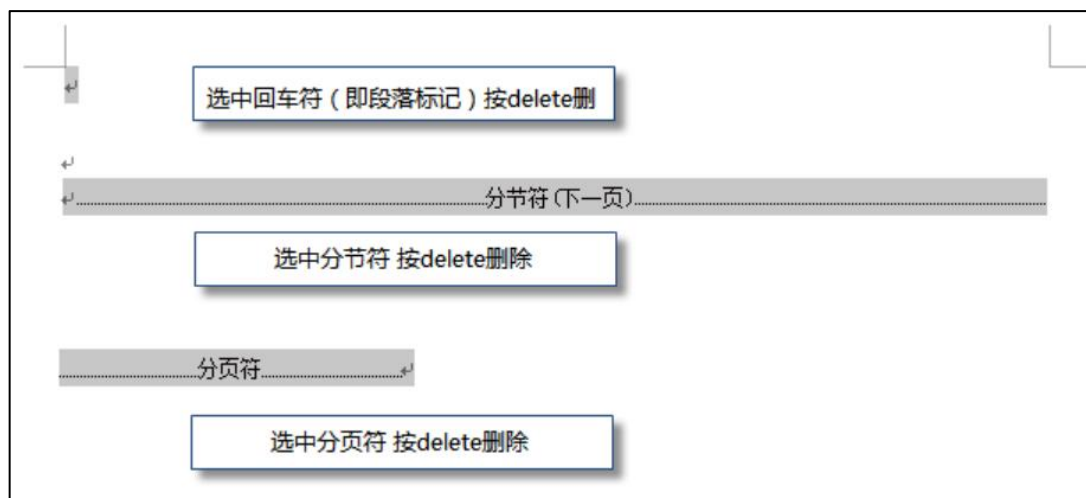 选中回车符（即段落标记）按delete删
分节符(下一页)
选中分节符 按delete删除
分页符
选中分页符 按delete删除